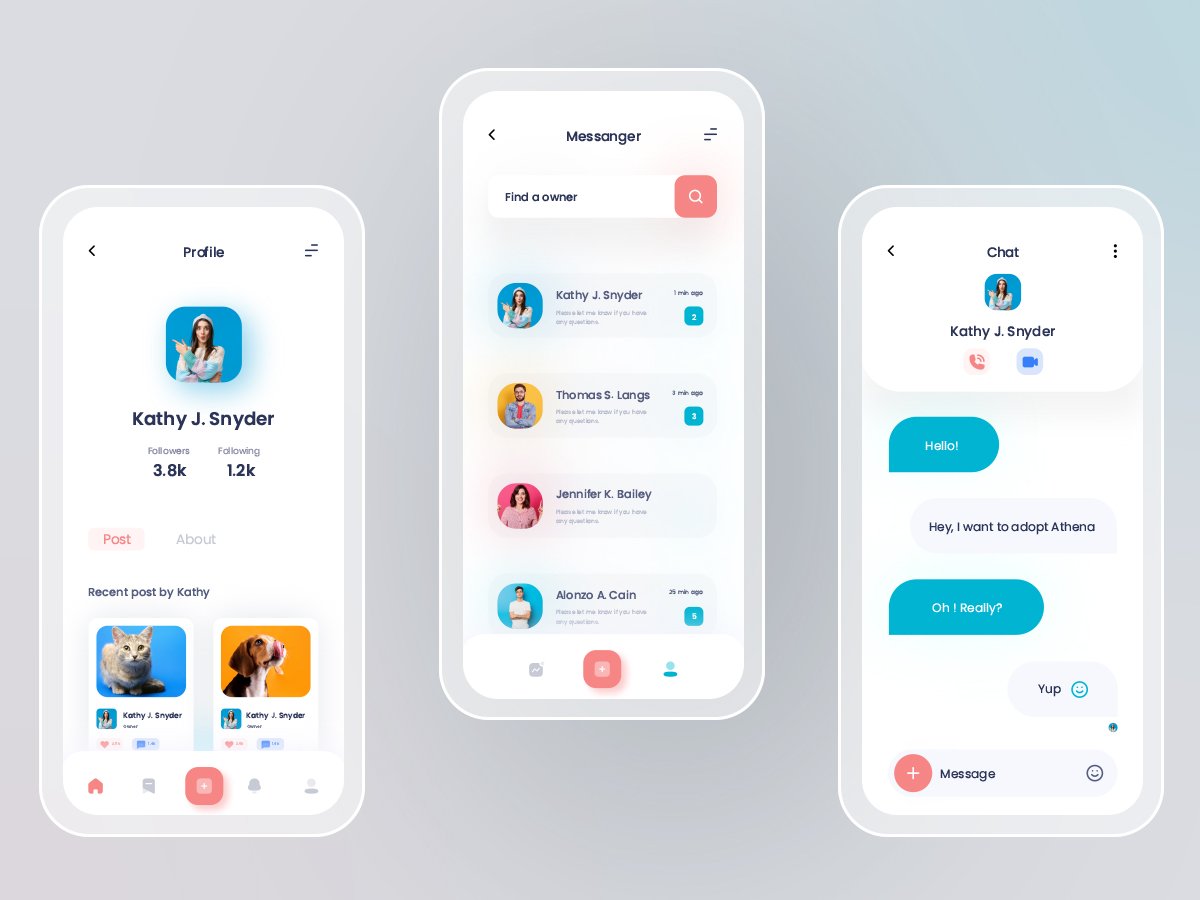 Profile
Kathy J. Snyder
Followers
Following
3.8k
1.2k
Post
About
Recent post by Kathy
Kathy J. Snyder
owner
Kathy J. Snyder
owner
Messanger
Find a owner
Kathy J. Snyder
1 min ago
Please let me know if you have
any questions.
2
Thomas S. Langs
3 min ago
Please let me know if you have
any questions.
3
Jennifer K. Bailey
Please let me know if you have
any questions.
Alonzo A. Cain
25 min ago
Please let me know if you have
any questions.
5
Chat
Kathy J. Snyder
Hello!
Hey, I want to adopt Athena
Oh ! Really?
Yup
Message